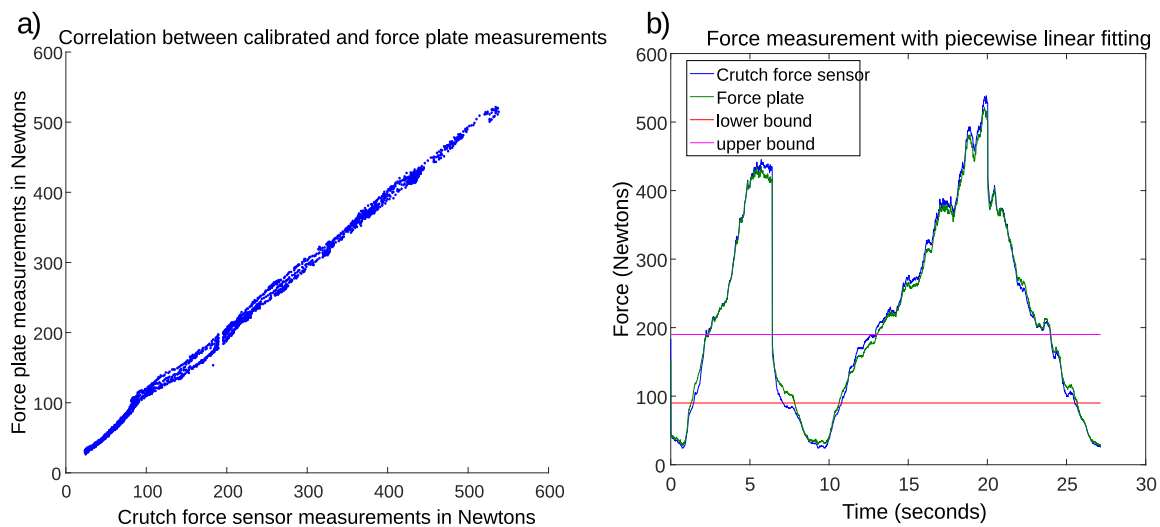 a)
Correlation between calibrated and force plate measurements
600
500
400
300
200
100
0
Force plate measurements in Newtons
0 100 200 300 400 500 600
Crutch force sensor measurements in Newtons
b)
Force measurement with piecewise linear fitting
Crutch force sensor
Force plate
lower bound
upper bound
600
500
400
300
200
100
0
Force (Newtons)
0 5 10 15 20 25 30
Time (seconds)